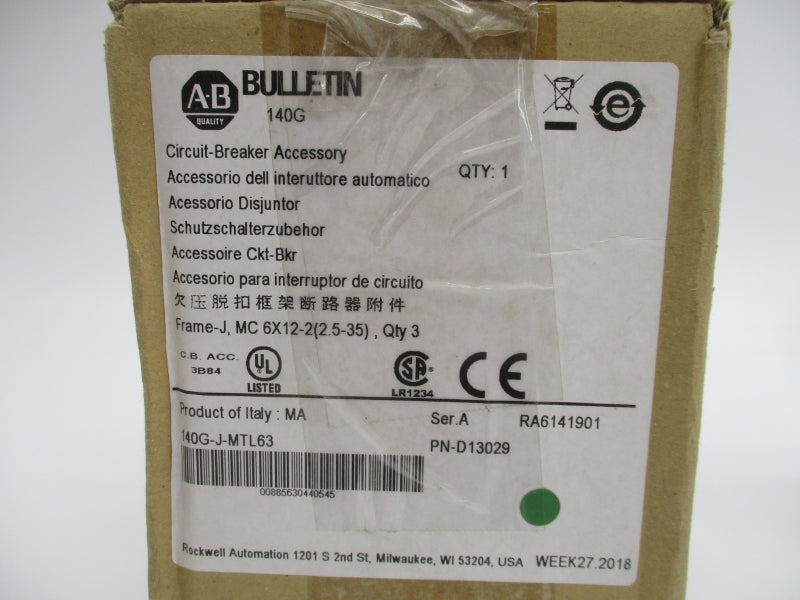 A-B
QUALITY
BULLETIN
140G
Circuit-Breaker Accessory
QTY: 1
Accessorio dell interuttore automatico
Acessorio Disjuntor
Schutzschalterzubehor
Accessoire Ckt-Bkr
Accesorio para interruptor de circuito
欠压脱扣框架断路器附件
Frame-J, MC 6X12-2(2.5-35) , Qty 3
C.B. ACC.
3B84
UL
LISTED
SA
LR1234
CE
e
Product of Italy : MA
Ser.A
RA6141901
140G-J-MTL63
PN-D13029
00885630440545
Rockwell Automation 1201 S 2nd St, Milwaukee, WI 53204, USA
WEEK27.2018